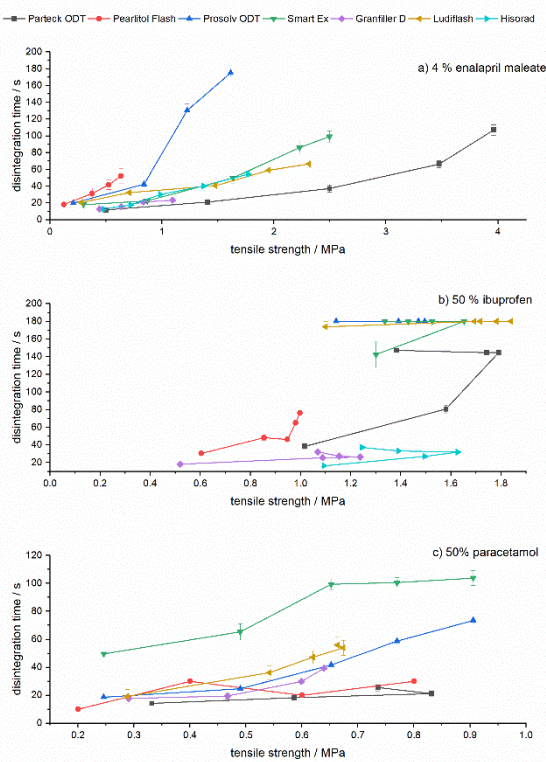 Parteck ODT Pearlitol Flash Prosolv ODT Smart Ex Granfiller D Ludiflash Hisorad
a) 4 % enalapril maleate
disintegration time / s
200
180
160
140
120
100
80
60
40
20
0
0 1 2 3 4
tensile strength / MPa
b) 50 % ibuprofen
disintegration time / s
200
180
160
140
120
100
80
60
40
20
0.0 0.2 0.4 0.6 0.8 1.0 1.2 1.4 1.6 1.8
tensile strength / MPa
c) 50% paracetamol
disintegration time / s
120
100
80
60
40
20
0
0.2 0.3 0.4 0.5 0.6 0.7 0.8 0.9 1.0
tensile strength / MPa